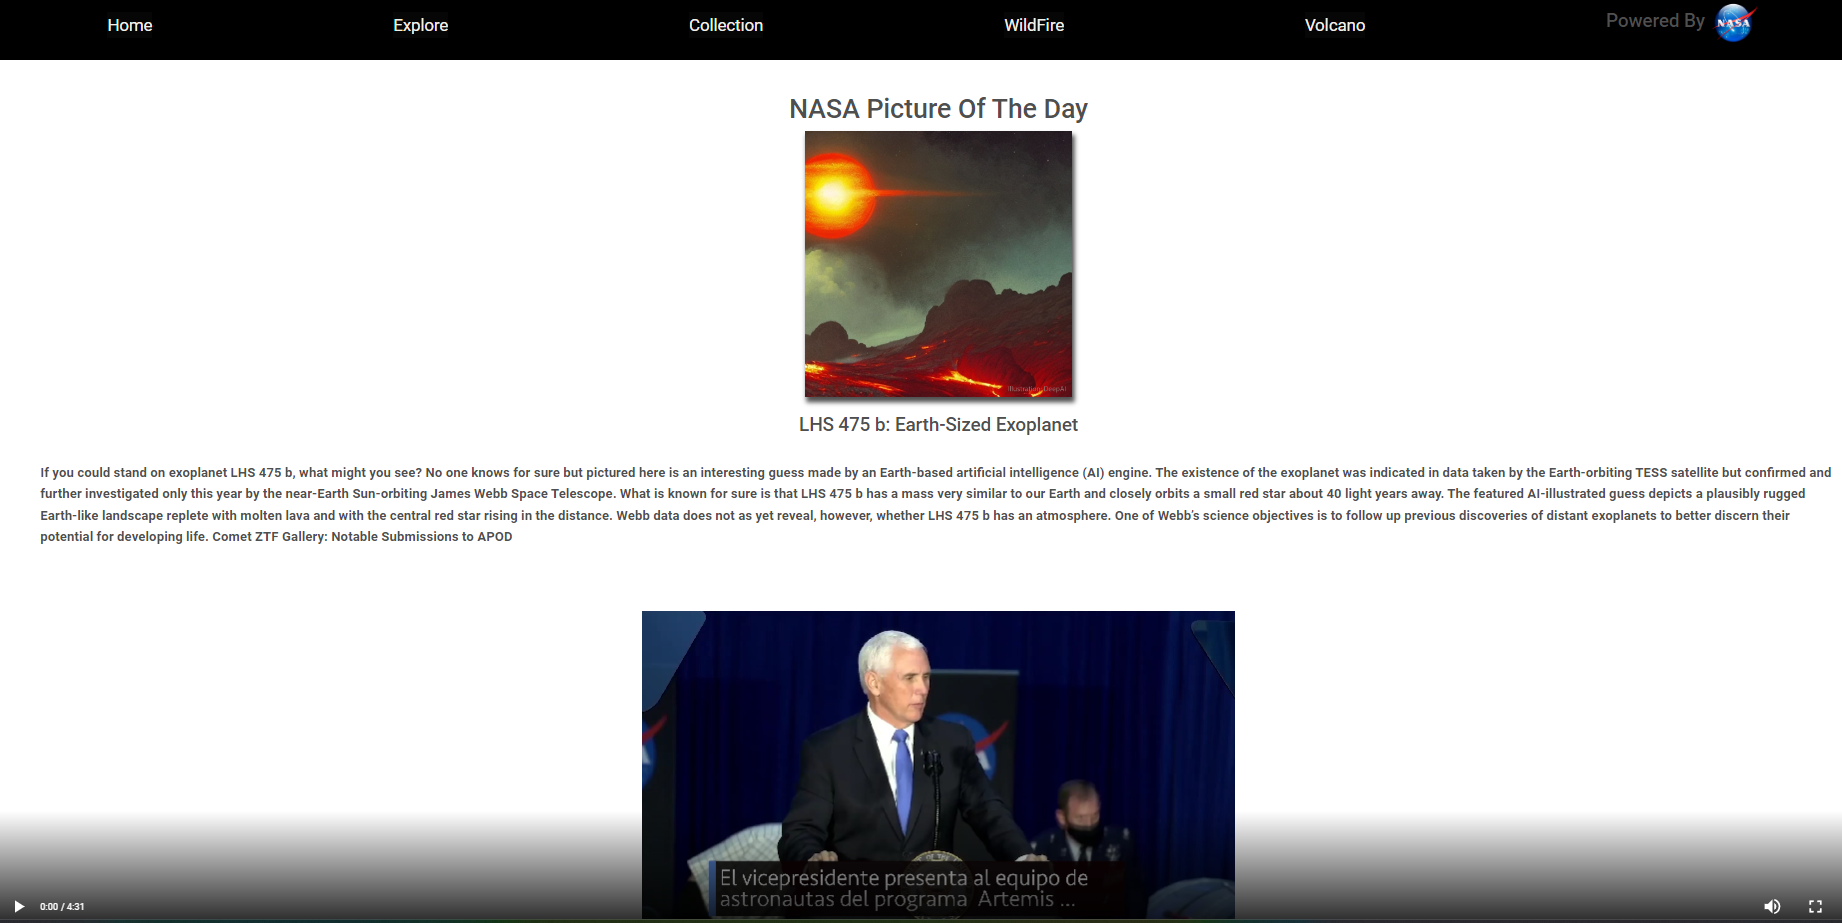 Home
Explore
Collection
WildFire
Volcano
Powered By
NASA
NASA Picture Of The Day
Illustration: DeepAI
LHS 475 b: Earth-Sized Exoplanet
If you could stand on exoplanet LHS 475 b, what might you see? No one knows for sure but pictured here is an interesting guess made by an Earth-based artificial intelligence (AI) engine. The existence of the exoplanet was indicated in data taken by the Earth-orbiting TESS satellite but confirmed and
further investigated only this year by the near-Earth Sun-orbiting James Webb Space Telescope. What is known for sure is that LHS 475 b has a mass very similar to our Earth and closely orbits a small red star about 40 light years away. The featured AI-illustrated guess depicts a plausibly rugged
Earth-like landscape replete with molten lava and with the central red star rising in the distance. Webb data does not as yet reveal, however, whether LHS 475 b has an atmosphere. One of Webb’s science objectives is to follow up previous discoveries of distant exoplanets to better discern their
potential for developing life. Comet ZTF Gallery: Notable Submissions to APOD
El vicepresidente presenta al equipo de
astronautas del programa Artemis ...
0:00 / 4:31